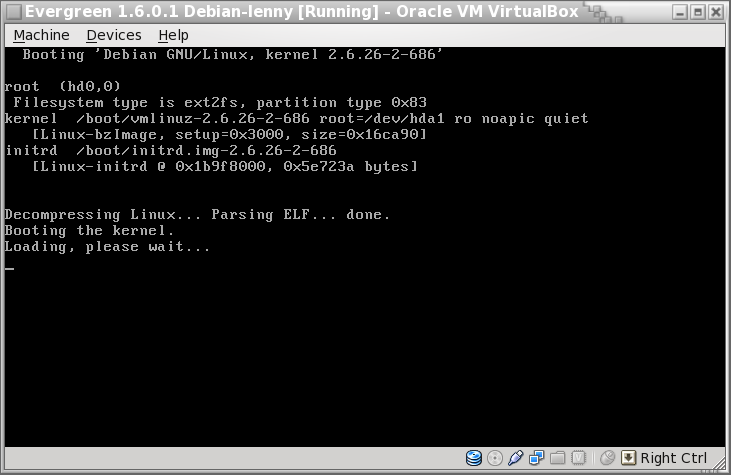 Evergreen 1.6.0.1 Debian-lenny [Running] - Oracle VM VirtualBox
Machine Devices Help
Booting 'Debian GNU/Linux, kernel 2.6.26-2-686'
root (hd0,0)
Filesystem type is ext2fs, partition type 0x83
kernel /boot/vmlinuz-2.6.26-2-686 root=/dev/hda1 ro noapic quiet
[Linux-bzImage, setup=0x3000, size=0x16ca90]
initrd /boot/initrd.img-2.6.26-2-686
[Linux-initrd @ 0x1b9f8000, 0x5e723a bytes]
Decompressing Linux... Parsing ELF... done.
Booting the kernel.
Loading, please wait...
Right Ctrl